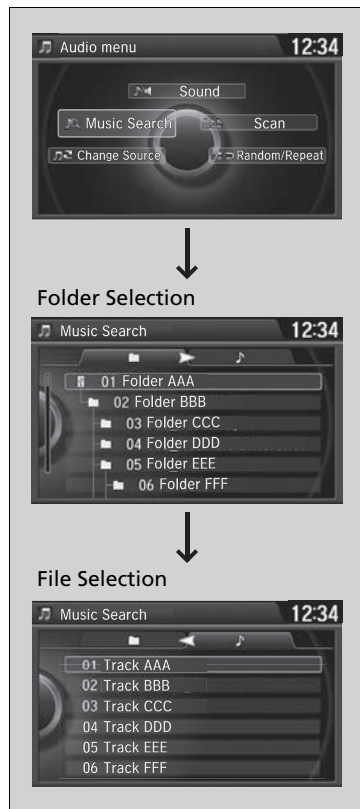 Audio menu 12:34
Sound
Music Search Scan
Change Source Random/Repeat
Folder Selection
Music Search 12:34
01 Folder AAA
02 Folder BBB
03 Folder CCC
04 Folder DDD
05 Folder EEE
06 Folder FFF
File Selection
Music Search 12:34
01 Track AAA
02 Track BBB
03 Track CCC
04 Track DDD
05 Track EEE
06 Track FFF